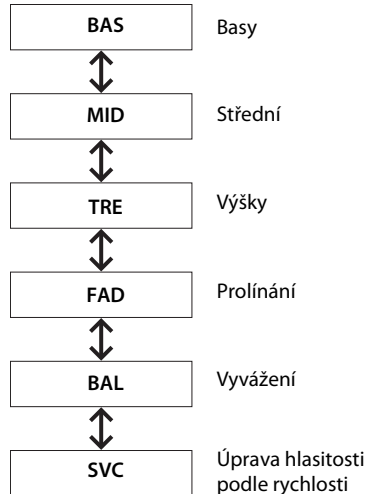 BAS Basy
MID Střední
TRE Výšky
FAD Prolínání
BAL Vyvážení
SVC Úprava hlasitosti
podle rychlosti